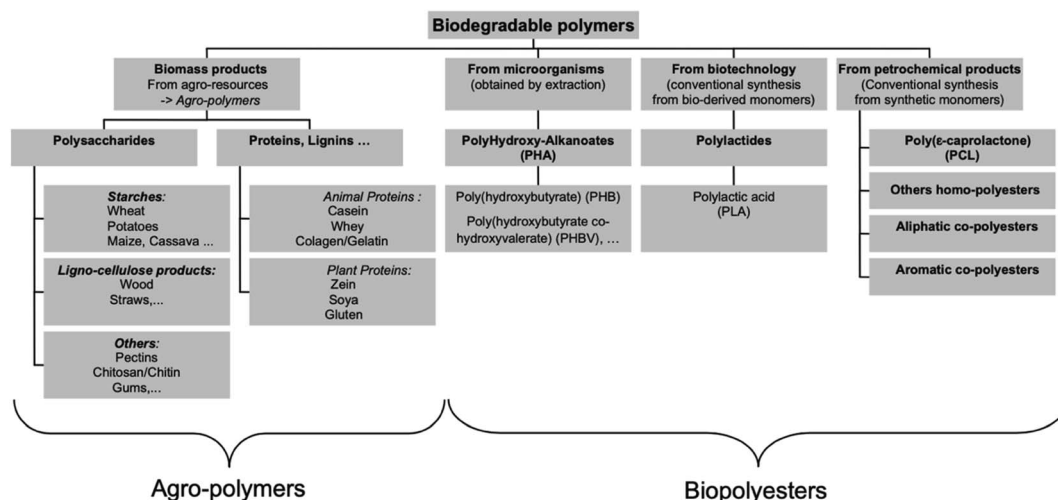 Biodegradable polymers
Biomass products
From agro-resources
-> Agro-polymers
From microorganisms
(obtained by extraction)
From biotechnology
(conventional synthesis
from bio-derived monomers)
From petrochemical products
(Conventional synthesis
from synthetic monomers)
Polysaccharides
Proteins, Lignins ...
PolyHydroxy-Alkanoates
(PHA)
Polylactides
Poly(ε-caprolactone)
(PCL)
Others homo-polyesters
Aliphatic co-polyesters
Aromatic co-polyesters
Starches:
Wheat
Potatoes
Maize, Cassava ...
Ligno-cellulose products:
Wood
Straws,...
Others:
Pectins
Chitosan/Chitin
Gums,...
Animal Proteins :
Casein
Whey
Colagen/Gelatin
Plant Proteins:
Zein
Soya
Gluten
Poly(hydroxybutyrate) (PHB)
Poly(hydroxybutyrate co-
hydroxyvalerate) (PHBV), ...
Polylactic acid
(PLA)
Agro-polymers
Biopolyesters